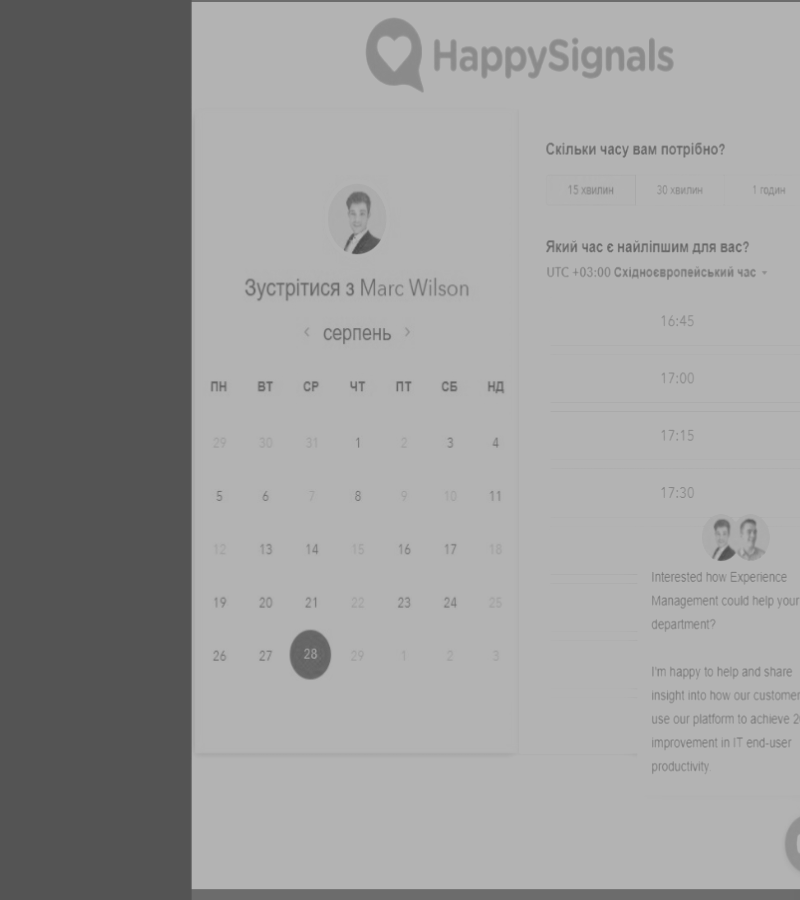 HappySignals
Зустрітися з Marc Wilson
серпень
ПН ВТ СР ЧТ ПТ СБ НД
29 30 31 1 2 3 4
5 6 7 8 9 10 11
12 13 14 15 16 17 18
19 20 21 22 23 24 25
26 27 28 29 1 2 3
Скільки часу вам потрібно?
15 хвилин 30 хвилин 1 годин
Який час є найліпшим для вас?
UTC +03:00 Східноєвропейський час
16:45
17:00
17:15
17:30
Interested how Experience
Management could help your
department?
I'm happy to help and share
insight into how our customer
use our platform to achieve
improvement in IT end-user
productivity.